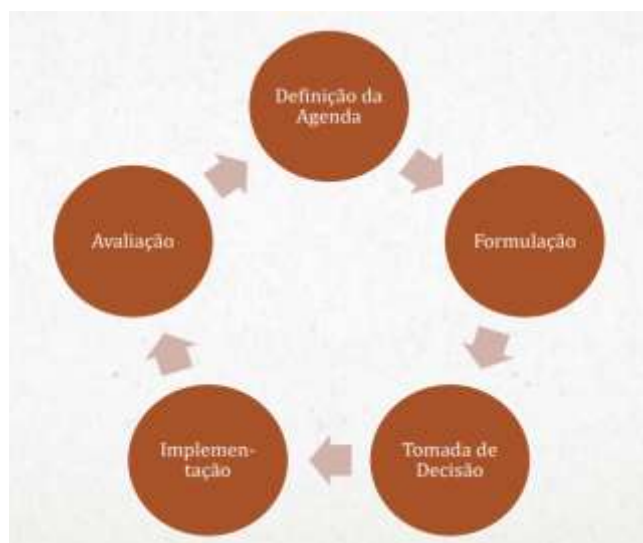 Definição da
Agenda
Formulação
Tomada de
Decisão
Implemen-
tação
Avaliação